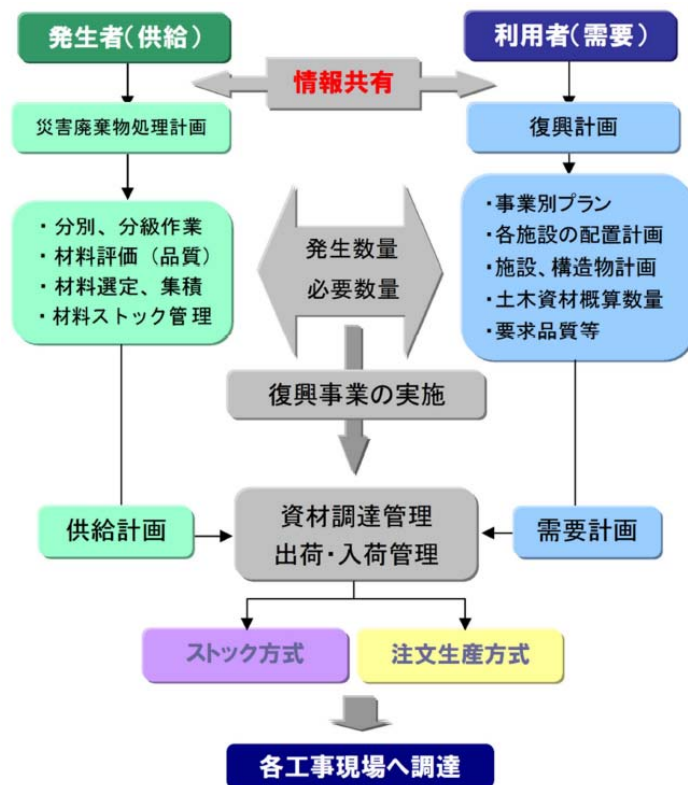 発生者(供給)
利用者(需要)
情報共有
災害廃棄物処理計画
復興計画
・分別、分級作業
・材料評価（品質）
・材料選定、集積
・材料ストック管理
発生数量
必要数量
・事業別プラン
・各施設の配置計画
・施設、構造物計画
・土木資材概算数量
・要求品質等
復興事業の実施
供給計画
資材調達管理
出荷・入荷管理
需要計画
ストック方式
注文生産方式
各工事現場へ調達